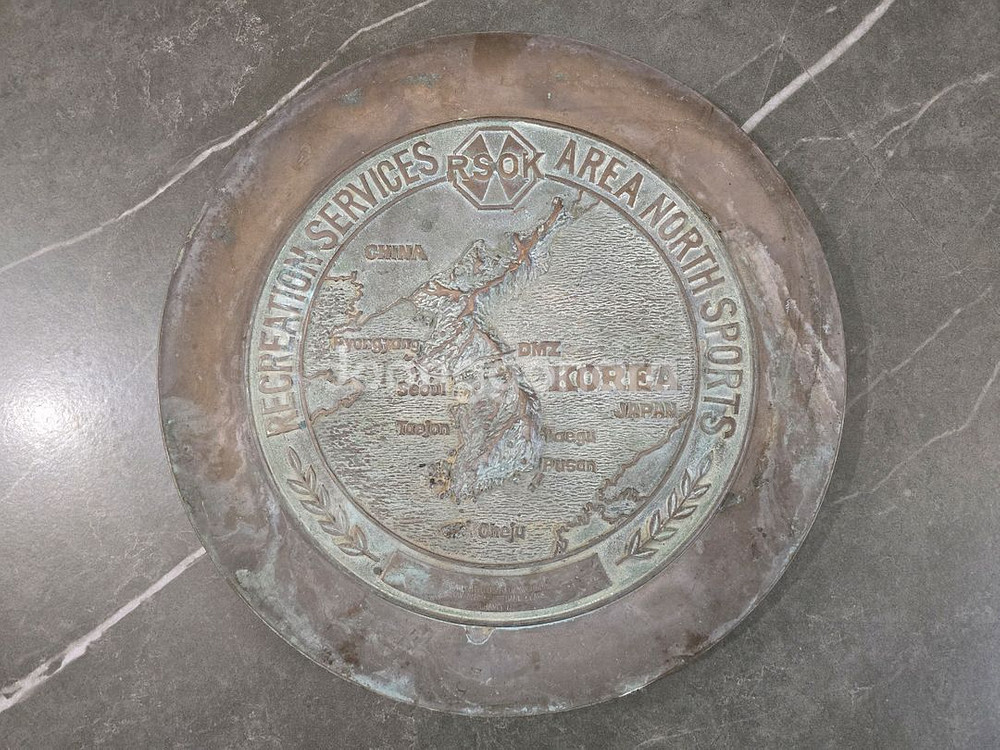 RECREATION SERVICES AREA NORTH SPORTS
RSOK
CHINA
Pyongyang
DMZ
Seoul
KOREA
JAPAN
Taejon
Taegu
Pusan
Cheju